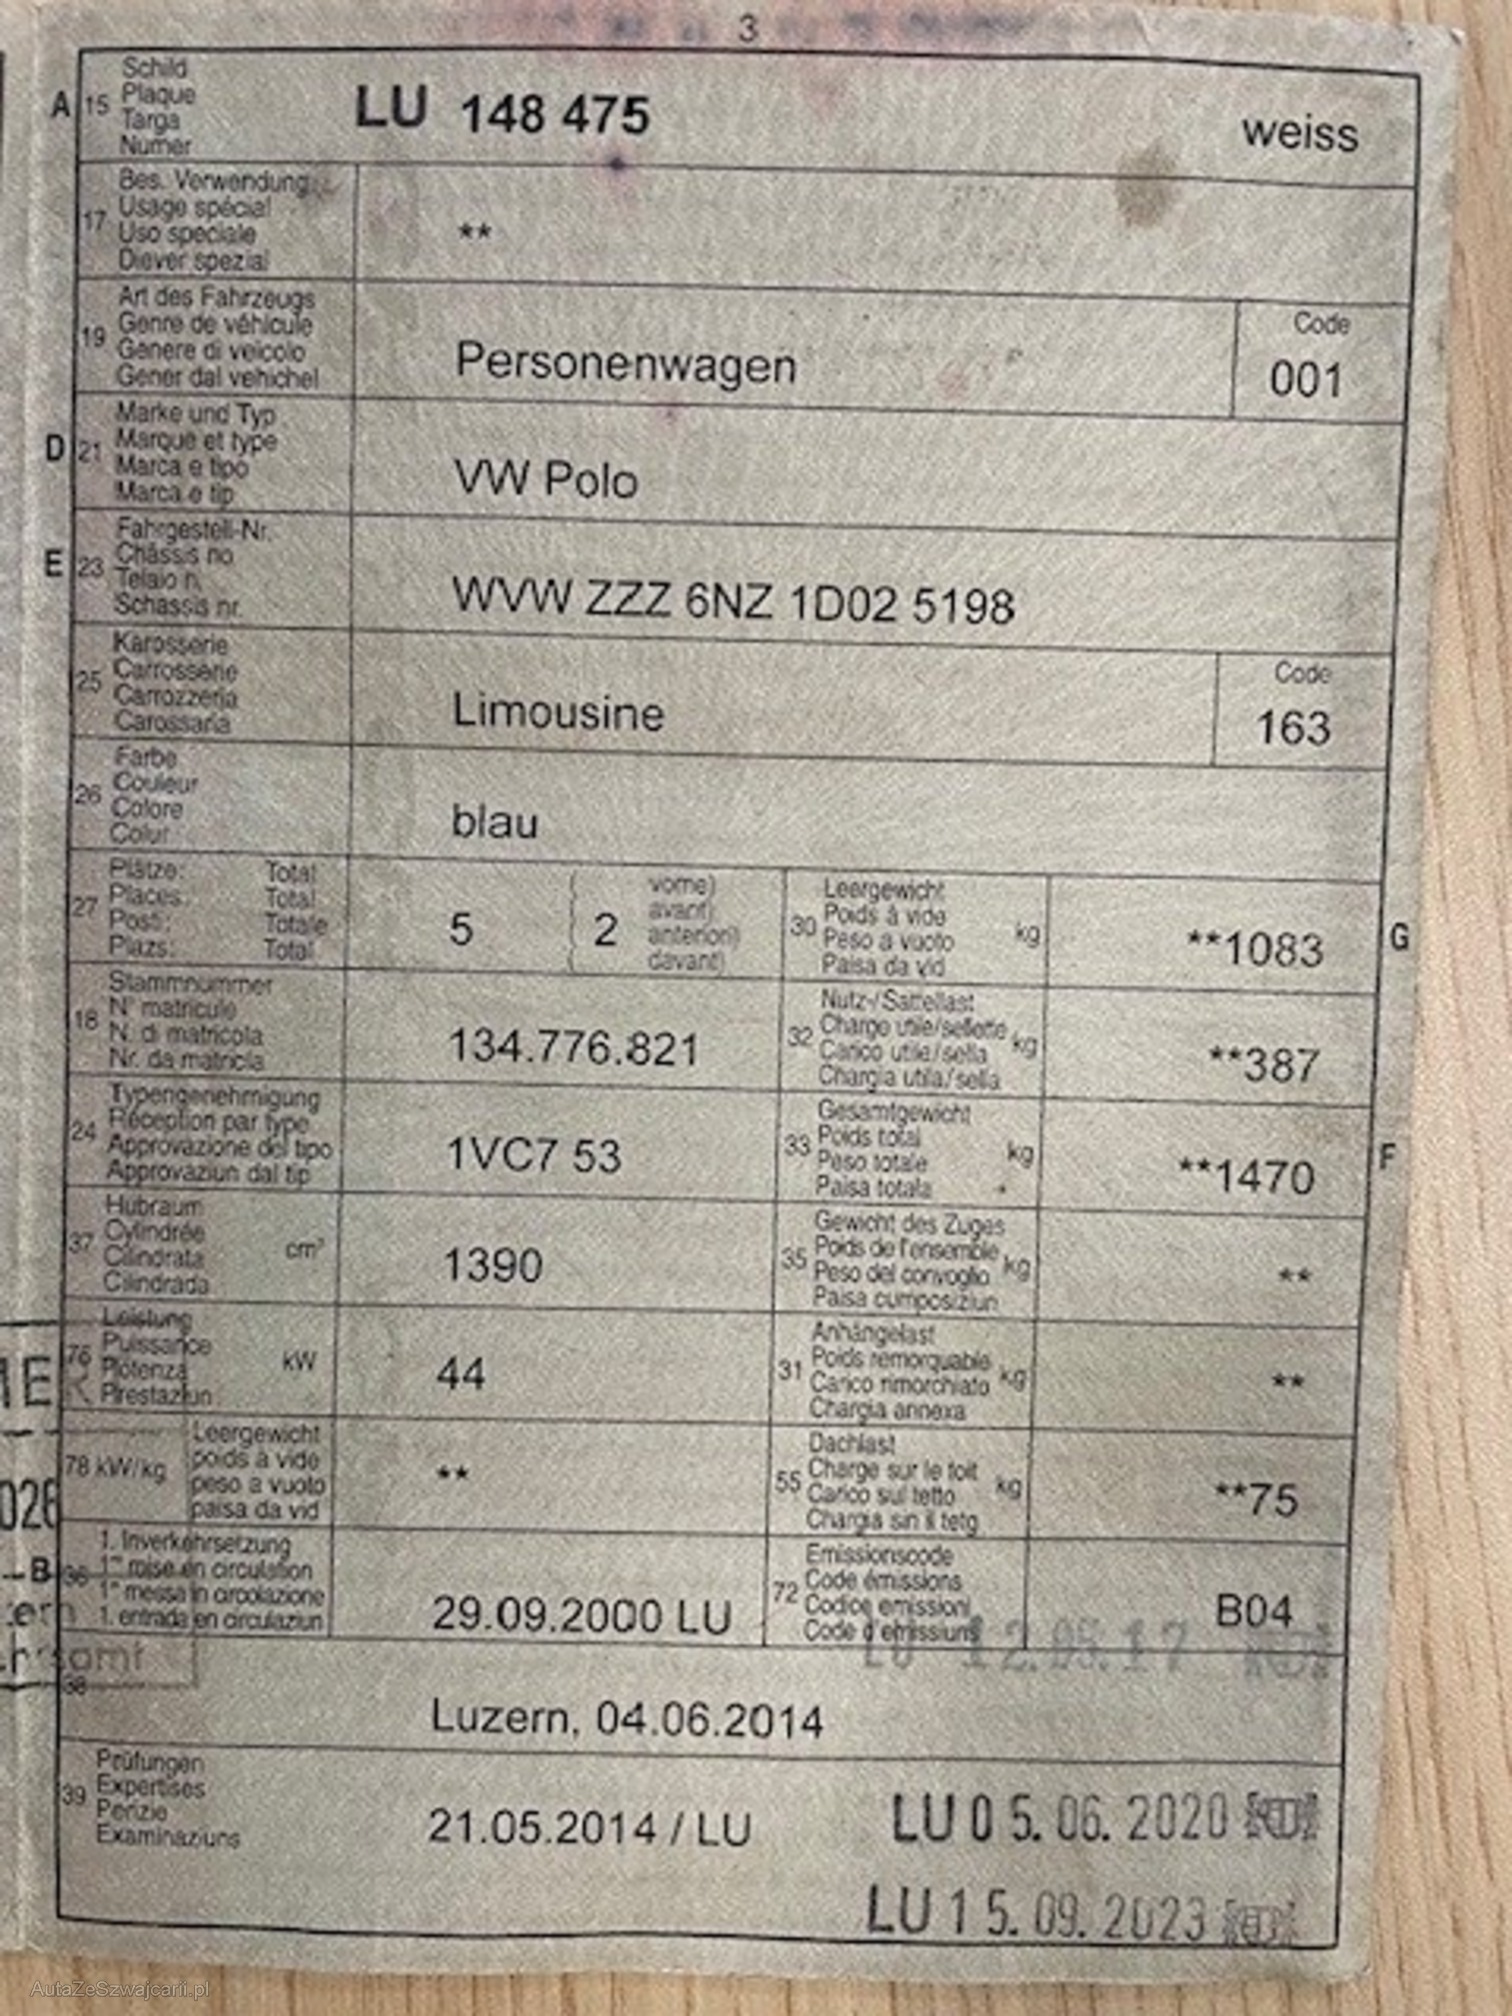 3
A 15 Schild LU 148 475 weiss
Plaque
Targa
Numer
17 Bes. Verwendung **
Usage spécial
Uso speciale
Diever spezial
19 Art des Fahrzeugs Personenwagen Code
Genre de véhicule 001
Genere di veicolo
Gener dal vehichel
D 21 Marke und Typ VW Polo
Marque et type
Marca e tipo
Marca e tip
E 23 Fahrgestell-Nr. WVW ZZZ 6NZ 1D02 5198
Châssis no
Telaio n.
Schassis nr.
25 Karosserie Limousine Code
Carrosserie 163
Carrozzeria
Carossaria
26 Farbe blau
Couleur
Colore
Colur
27 Plätze: Total 5 ( 2 vorne)
Places: Total avant)
Posti: Totale anteriori)
Plazs: Total davant)
30 Leergewicht kg **1083 G
Poids à vide
Peso a vuoto
Paisa da vid
18 Stammnummer 134.776.821
N° matricule
N. di matricola
Nr. da matricla
32 Nutz-/Sattellast kg **387
Charge utile/sellette
Carico utile/sella
Chargia utila/sella
24 Typengenehmigung 1VC7 53
Réception par type
Approvazione del tipo
Approvaziun dal tip
33 Gesamtgewicht kg **1470 F
Poids total
Peso totale
Paisa totala
37 Hubraum cm³ 1390
Cylindrée
Cilindrata
Cilindrada
35 Gewicht des Zuges kg **
Poids de l'ensemble
Peso del convoglio
Paisa cumposiziun
76 Leistung kW 44
Puissance
Potenza
Prestaziun
31 Anhängelast kg **
Poids remorquable
Carico rimorchiato
Chargia annexa
78 kW/kg Leergewicht **
poids à vide
peso a vuoto
paisa da vid
55 Dachlast kg **75
Charge sur le toit
Carico sul tetto
Chargia sin il tetg
B 36 1. Inverkehrsetzung 29.09.2000 LU
1re mise en circulation
1a messa in circolazione
1. entrada en circulaziun
72 Emissionscode B04
Code émissions
Codice emissioni
Code d'emissiuns
LU 12.05.17
38 Luzern, 04.06.2014
39 Prüfungen 21.05.2014 / LU LU 05.06.2020
Expertises
Perizie
Examinaziuns
LU 15.09.2023
AutaZeSzwajcarii.pl